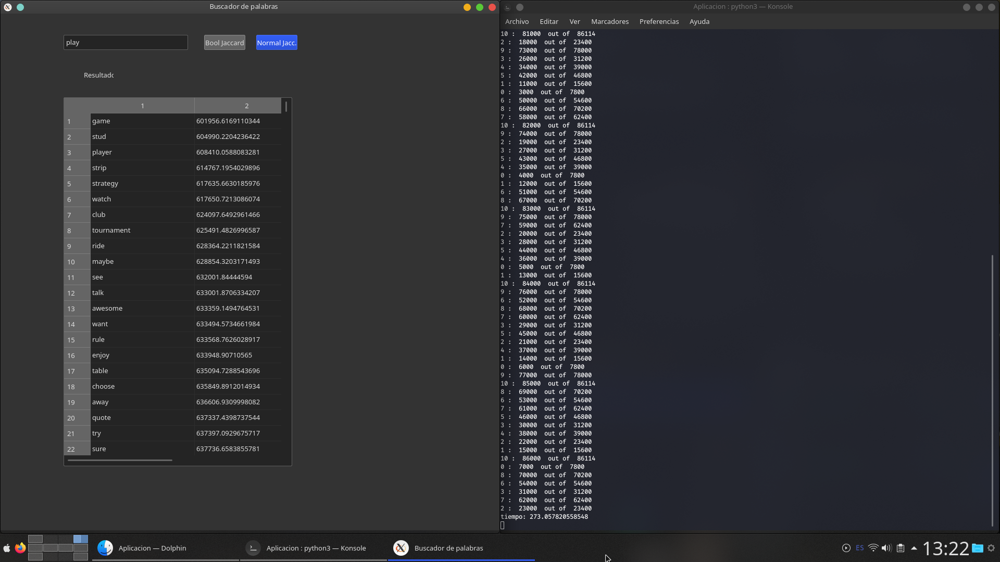 Buscador de palabras
play
Bool Jaccard
Normal Jacc.
Resultado
1 2
1 game 601956.6169110344
2 stud 604990.2204236422
3 player 608410.0588083281
4 strip 614767.1954029896
5 strategy 617635.6630185976
6 watch 617650.7213086074
7 club 624097.6492961466
8 tournament 625491.4826996587
9 ride 628364.2211821584
10 maybe 628854.3203171493
11 see 632001.84444594
12 talk 633001.8706334207
13 awesome 633359.1494764531
14 want 633494.5734661984
15 rule 633568.7626028917
16 enjoy 633948.90710565
17 table 635094.7288543696
18 choose 635849.8912014934
19 away 636606.9309998082
20 quote 637337.4398737544
21 try 637397.0929675717
22 sure 637736.6583855781
Aplicacion : python3 — Konsole
Archivo Editar Ver Marcadores Preferencias Ayuda
10 :  81000  out of  86114
2 :  18000  out of  23400
9 :  73000  out of  78000
3 :  26000  out of  31200
4 :  34000  out of  39000
5 :  42000  out of  46800
1 :  11000  out of  15600
0 :  3000  out of  7800
6 :  50000  out of  54600
8 :  66000  out of  70200
7 :  58000  out of  62400
10 :  82000  out of  86114
9 :  74000  out of  78000
2 :  19000  out of  23400
3 :  27000  out of  31200
5 :  43000  out of  46800
4 :  35000  out of  39000
0 :  4000  out of  7800
1 :  12000  out of  15600
6 :  51000  out of  54600
8 :  67000  out of  70200
10 :  83000  out of  86114
9 :  75000  out of  78000
7 :  59000  out of  62400
2 :  20000  out of  23400
3 :  28000  out of  31200
5 :  44000  out of  46800
4 :  36000  out of  39000
0 :  5000  out of  7800
1 :  13000  out of  15600
10 :  84000  out of  86114
9 :  76000  out of  78000
6 :  52000  out of  54600
8 :  68000  out of  70200
7 :  60000  out of  62400
3 :  29000  out of  31200
5 :  45000  out of  46800
2 :  21000  out of  23400
4 :  37000  out of  39000
1 :  14000  out of  15600
0 :  6000  out of  7800
9 :  77000  out of  78000
10 :  85000  out of  86114
8 :  69000  out of  70200
6 :  53000  out of  54600
7 :  61000  out of  62400
5 :  46000  out of  46800
3 :  30000  out of  31200
4 :  38000  out of  39000
2 :  22000  out of  23400
1 :  15000  out of  15600
10 :  86000  out of  86114
0 :  7000  out of  7800
8 :  70000  out of  70200
6 :  54000  out of  54600
3 :  31000  out of  31200
7 :  62000  out of  62400
2 :  23000  out of  23400
tiempo: 273.057820558548
Aplicacion — Dolphin
Aplicacion : python3 — Konsole
Buscador de palabras
ES
13:22